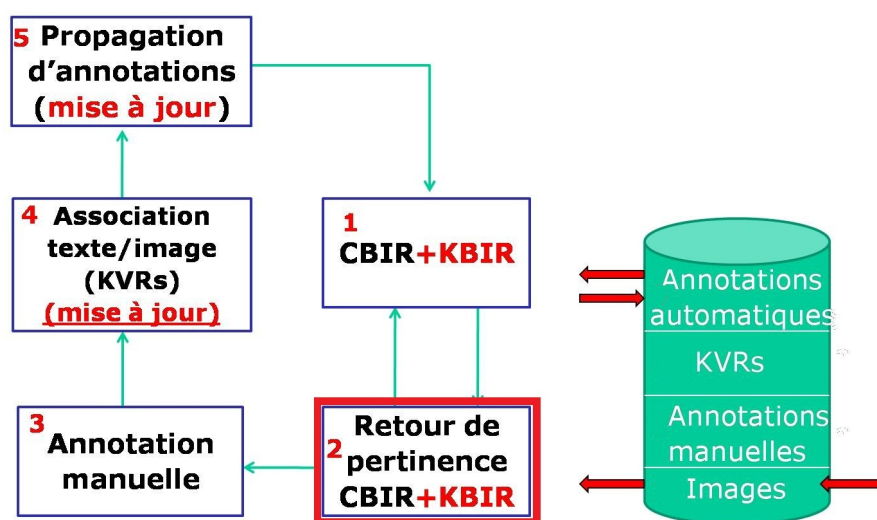 5 Propagation
d'annotations
(mise à jour)
4 Association
texte/image
(KVRs)
(mise à jour)
1
CBIR+KBIR
3 Annotation
manuelle
Retour de
2 pertinence
CBIR+KBIR
Annotations
automatiques
KVRs
Annotations
manuelles
Images